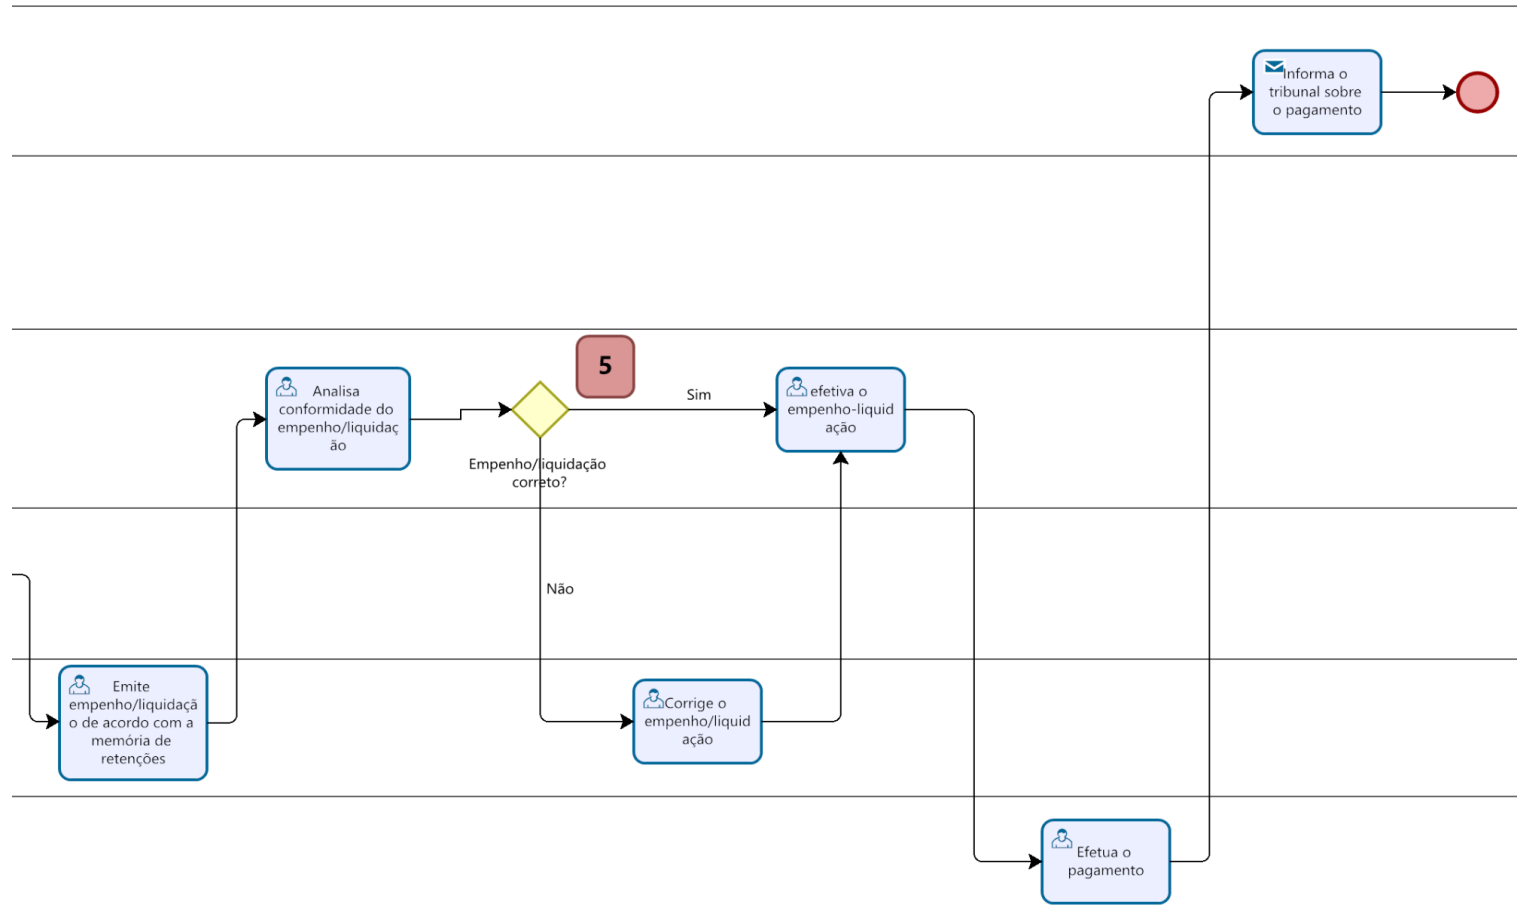 Informa o
tribunal sobre
o pagamento
5
Sim
Analisa
conformidade do
empenho/liquidaç
ão
efetiva o
empenho-liquid
ação
Empenho/liquidação
correto?
Não
Emite
empenho/liquidaçã
o de acordo com a
memória de
retenções
Corrige o
empenho/liquid
ação
Efetua o
pagamento